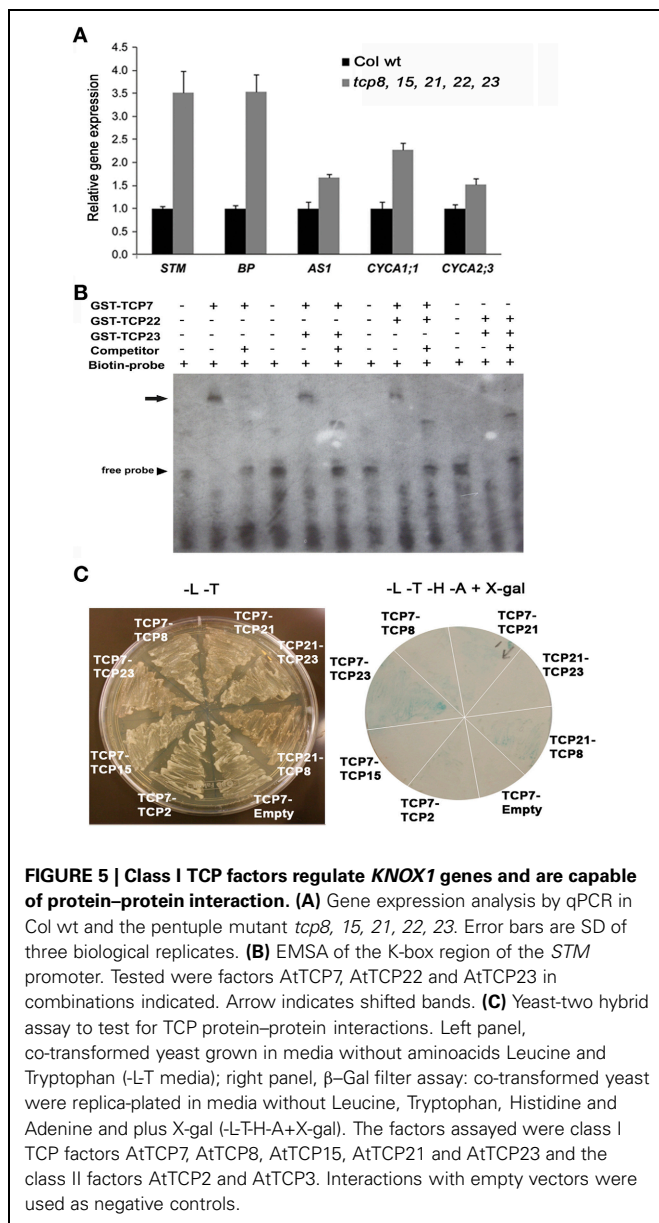 A
4.5
4.0
3.5
3.0
2.5
2.0
1.5
1.0
0.5
0.0
Relative gene expression
Col wt
tcp8, 15, 21, 22, 23
STM BP AS1 CYCA1;1 CYCA2;3
B
GST-TCP7 - + + - + + - + + - - -
GST-TCP22 - - - - - - - + + - + +
GST-TCP23 - - - - + + - - - - + +
Competitor - - + - - + - - + - - +
Biotin-probe + + + + + + + + + + + +
free probe
C
-L -T
TCP7-TCP8
TCP7-TCP21
TCP21-TCP23
TCP21-TCP8
TCP7-Empty
TCP7-TCP2
TCP7-TCP15
TCP7-TCP23
-L -T -H -A + X-gal
TCP7-TCP8
TCP7-TCP21
TCP21-TCP23
TCP21-TCP8
TCP7-Empty
TCP7-TCP2
TCP7-TCP15
TCP7-TCP23
FIGURE 5 | Class I TCP factors regulate KNOX1 genes and are capable
of protein–protein interaction. (A) Gene expression analysis by qPCR in
Col wt and the pentuple mutant tcp8, 15, 21, 22, 23. Error bars are SD of
three biological replicates. (B) EMSA of the K-box region of the STM
promoter. Tested were factors AtTCP7, AtTCP22 and AtTCP23 in
combinations indicated. Arrow indicates shifted bands. (C) Yeast-two hybrid
assay to test for TCP protein–protein interactions. Left panel,
co-transformed yeast grown in media without aminoacids Leucine and
Tryptophan (-L-T media); right panel, β–Gal filter assay: co-transformed yeast
were replica-plated in media without Leucine, Tryptophan, Histidine and
Adenine and plus X-gal (-L-T-H-A+X-gal). The factors assayed were class I
TCP factors AtTCP7, AtTCP8, AtTCP15, AtTCP21 and AtTCP23 and the
class II factors AtTCP2 and AtTCP3. Interactions with empty vectors were
used as negative controls.